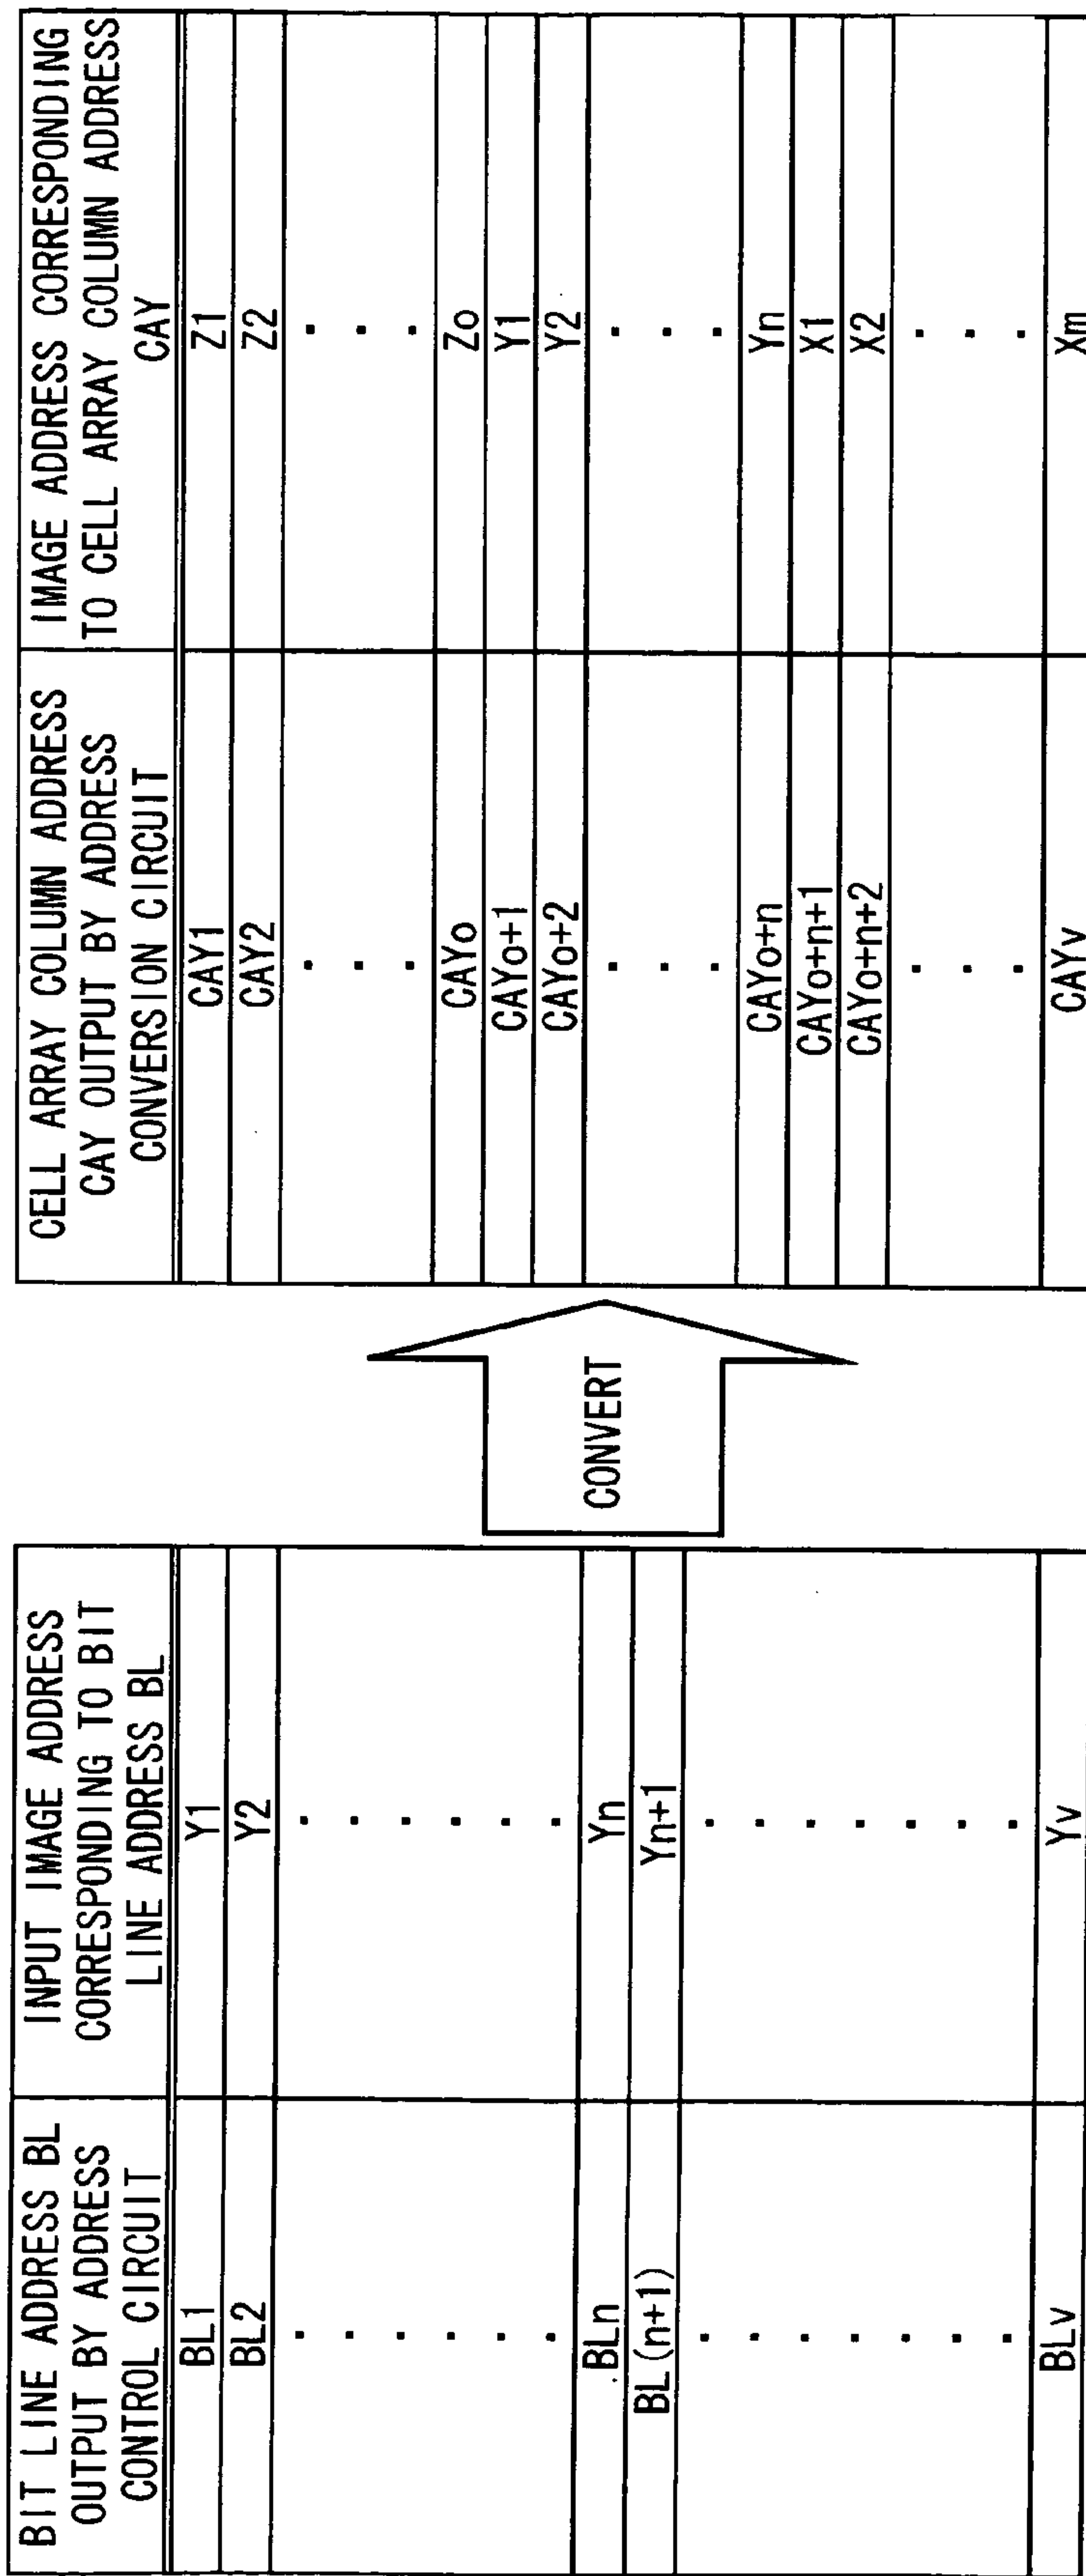 BIT LINE ADDRESS BL
OUTPUT BY ADDRESS
CONTROL CIRCUIT
INPUT IMAGE ADDRESS
CORRESPONDING TO BIT
LINE ADDRESS BL
BL1 Y1
BL2 Y2
BLn Yn
BL(n+1) Yn+1
BLv Yv
CONVERT
CELL ARRAY COLUMN ADDRESS
CAY OUTPUT BY ADDRESS
CONVERSION CIRCUIT
IMAGE ADDRESS CORRESPONDING
TO CELL ARRAY COLUMN ADDRESS
CAY
CAY1 Z1
CAY2 Z2
CAYo Zo
CAYo+1 Y1
CAYo+2 Y2
CAYo+n Yn
CAYo+n+1 X1
CAYo+n+2 X2
CAYv Xm